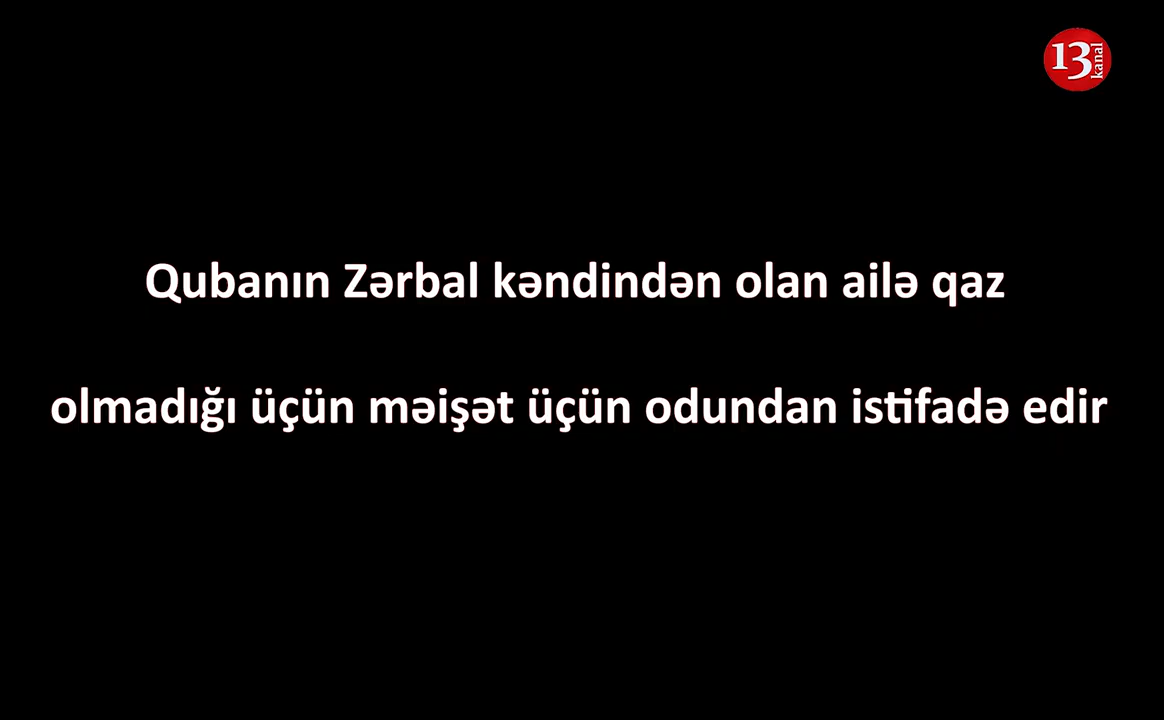 13
kanal
Qubanın Zərbal kəndindən olan ailə qaz
olmadığı üçün məişət üçün odundan istifadə edir